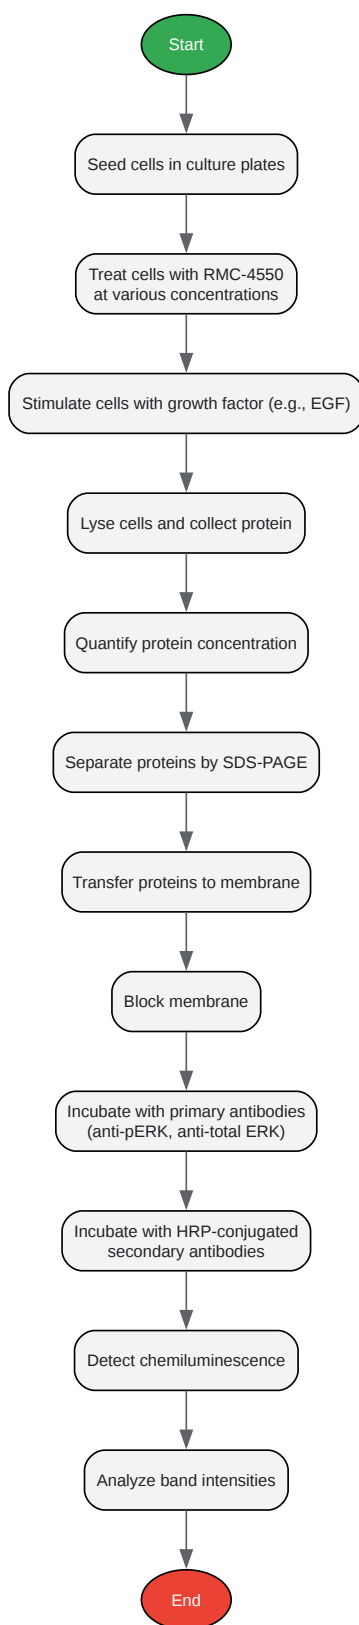 Start
Seed cells in culture plates
Treat cells with RMC-4550
at various concentrations
Stimulate cells with growth factor (e.g., EGF)
Lyse cells and collect protein
Quantify protein concentration
Separate proteins by SDS-PAGE
Transfer proteins to membrane
Block membrane
Incubate with primary antibodies
(anti-pERK, anti-total ERK)
Incubate with HRP-conjugated
secondary antibodies
Detect chemiluminescence
Analyze band intensities
End